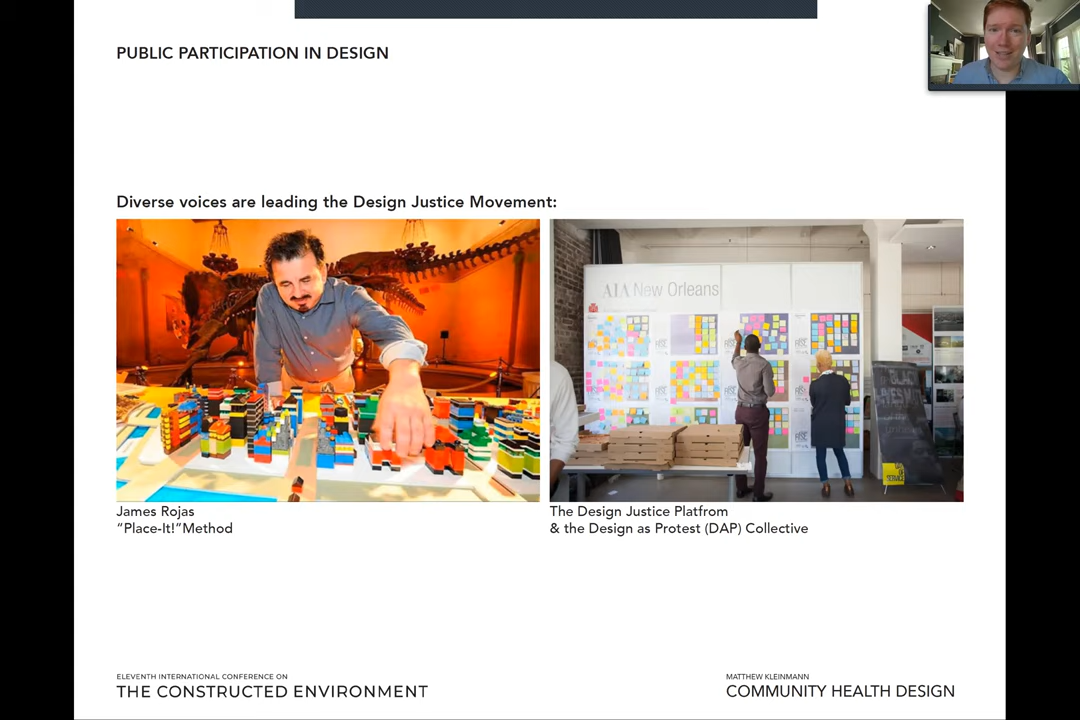 PUBLIC PARTICIPATION IN DESIGN
Diverse voices are leading the Design Justice Movement:
AIA New Orleans
James Rojas
“Place-It!”Method
The Design Justice Platfrom
& the Design as Protest (DAP) Collective
ELEVENTH INTERNATIONAL CONFERENCE ON
THE CONSTRUCTED ENVIRONMENT
MATTHEW KLEINMANN
COMMUNITY HEALTH DESIGN